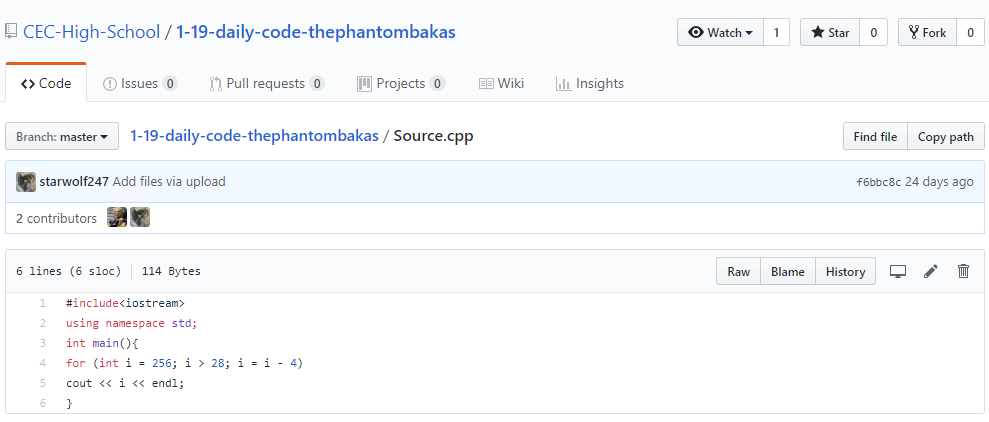 CEC-High-School / 1-19-daily-code-thephantombakas Watch 1 Star 0 Fork 0
Code Issues 0 Pull requests 0 Projects 0 Wiki Insights
Branch: master 1-19-daily-code-thephantombakas / Source.cpp Find file Copy path
starwolf247 Add files via upload f6bbc8c 24 days ago
2 contributors
6 lines (6 sloc) 114 Bytes Raw Blame History
1 #include<iostream>
2 using namespace std;
3 int main(){
4 for (int i = 256; i > 28; i = i - 4)
5 cout << i << endl;
6 }